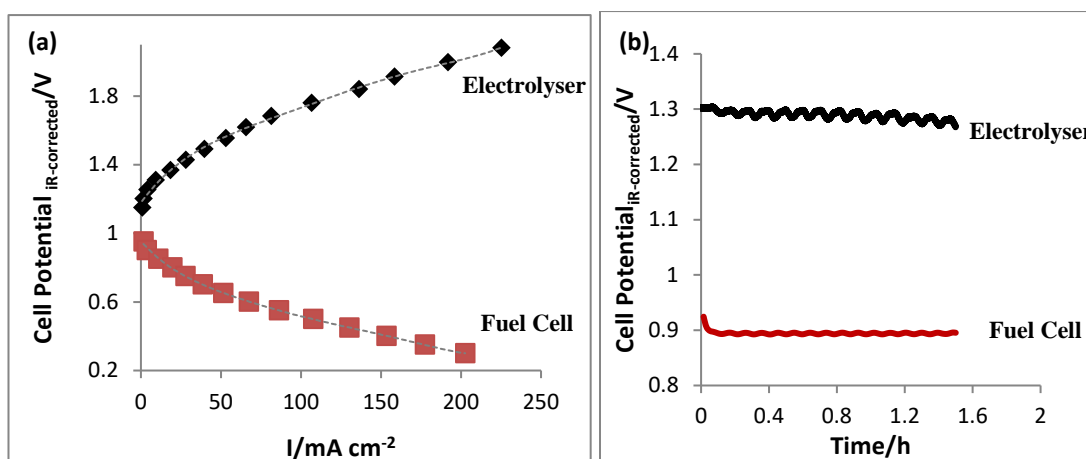 (a)
Cell Potential iR-corrected/V
1.8
1.4
1
0.6
0.2
Electrolyser
Fuel Cell
0
50
100
150
200
250
I/mA cm-2
(b)
Cell Potential iR-corrected/V
1.4
1.3
1.2
1.1
1
0.9
0.8
Electrolyser
Fuel Cell
0
0.4
0.8
1.2
1.6
2
Time/h